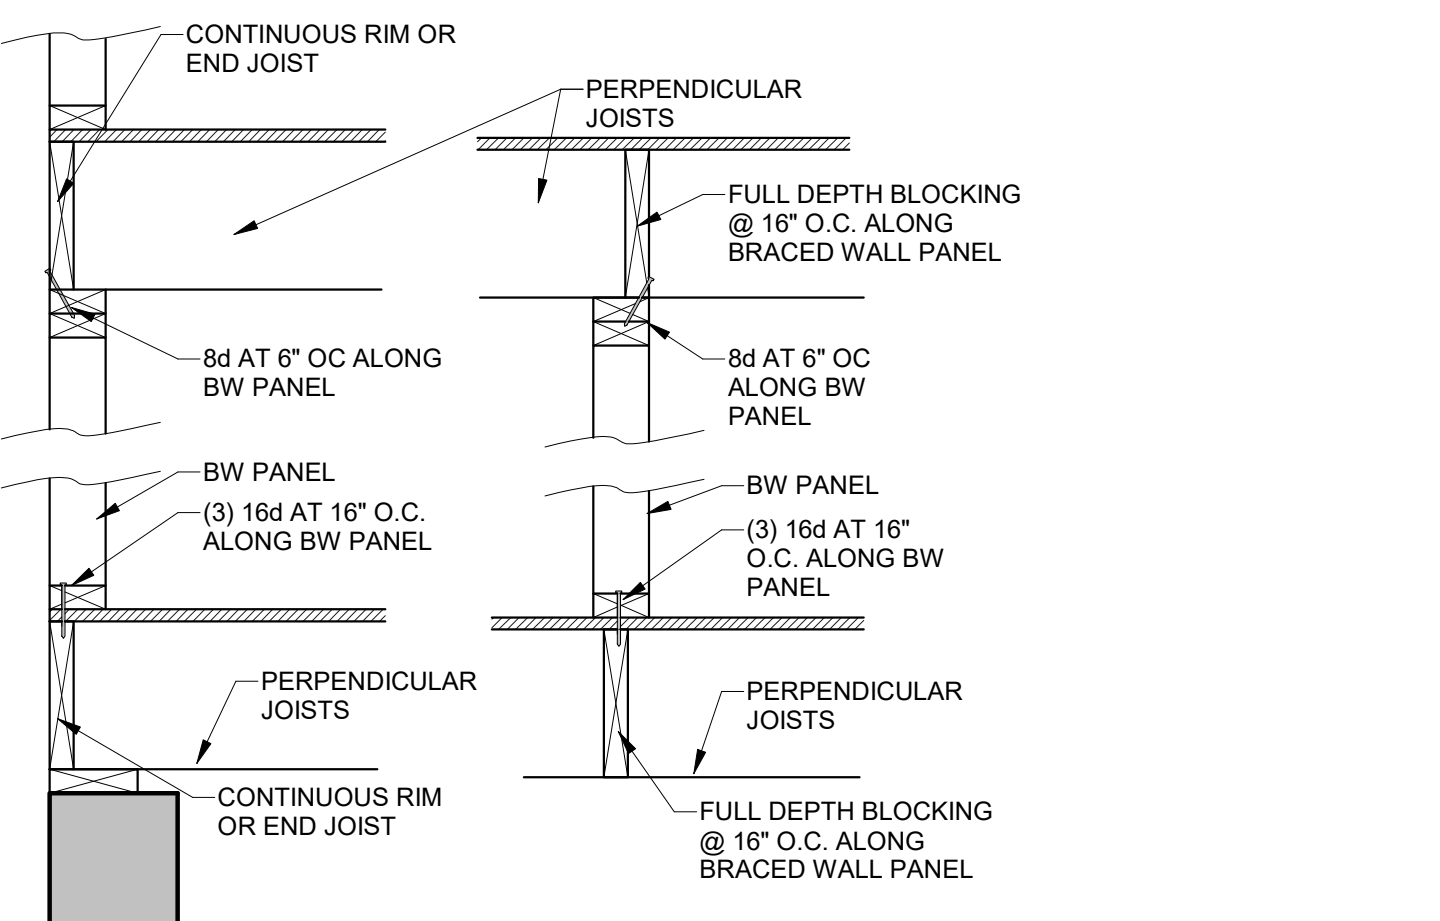 CONTINUOUS RIM OR
END JOIST
PERPENDICULAR
JOISTS
FULL DEPTH BLOCKING
@ 16" O.C. ALONG
BRACED WALL PANEL
8d AT 6" OC ALONG
BW PANEL
8d AT 6" OC
ALONG BW
PANEL
BW PANEL
(3) 16d AT 16" O.C.
ALONG BW PANEL
BW PANEL
(3) 16d AT 16"
O.C. ALONG BW
PANEL
PERPENDICULAR
JOISTS
PERPENDICULAR
JOISTS
CONTINUOUS RIM
OR END JOIST
FULL DEPTH BLOCKING
@ 16" O.C. ALONG
BRACED WALL PANEL